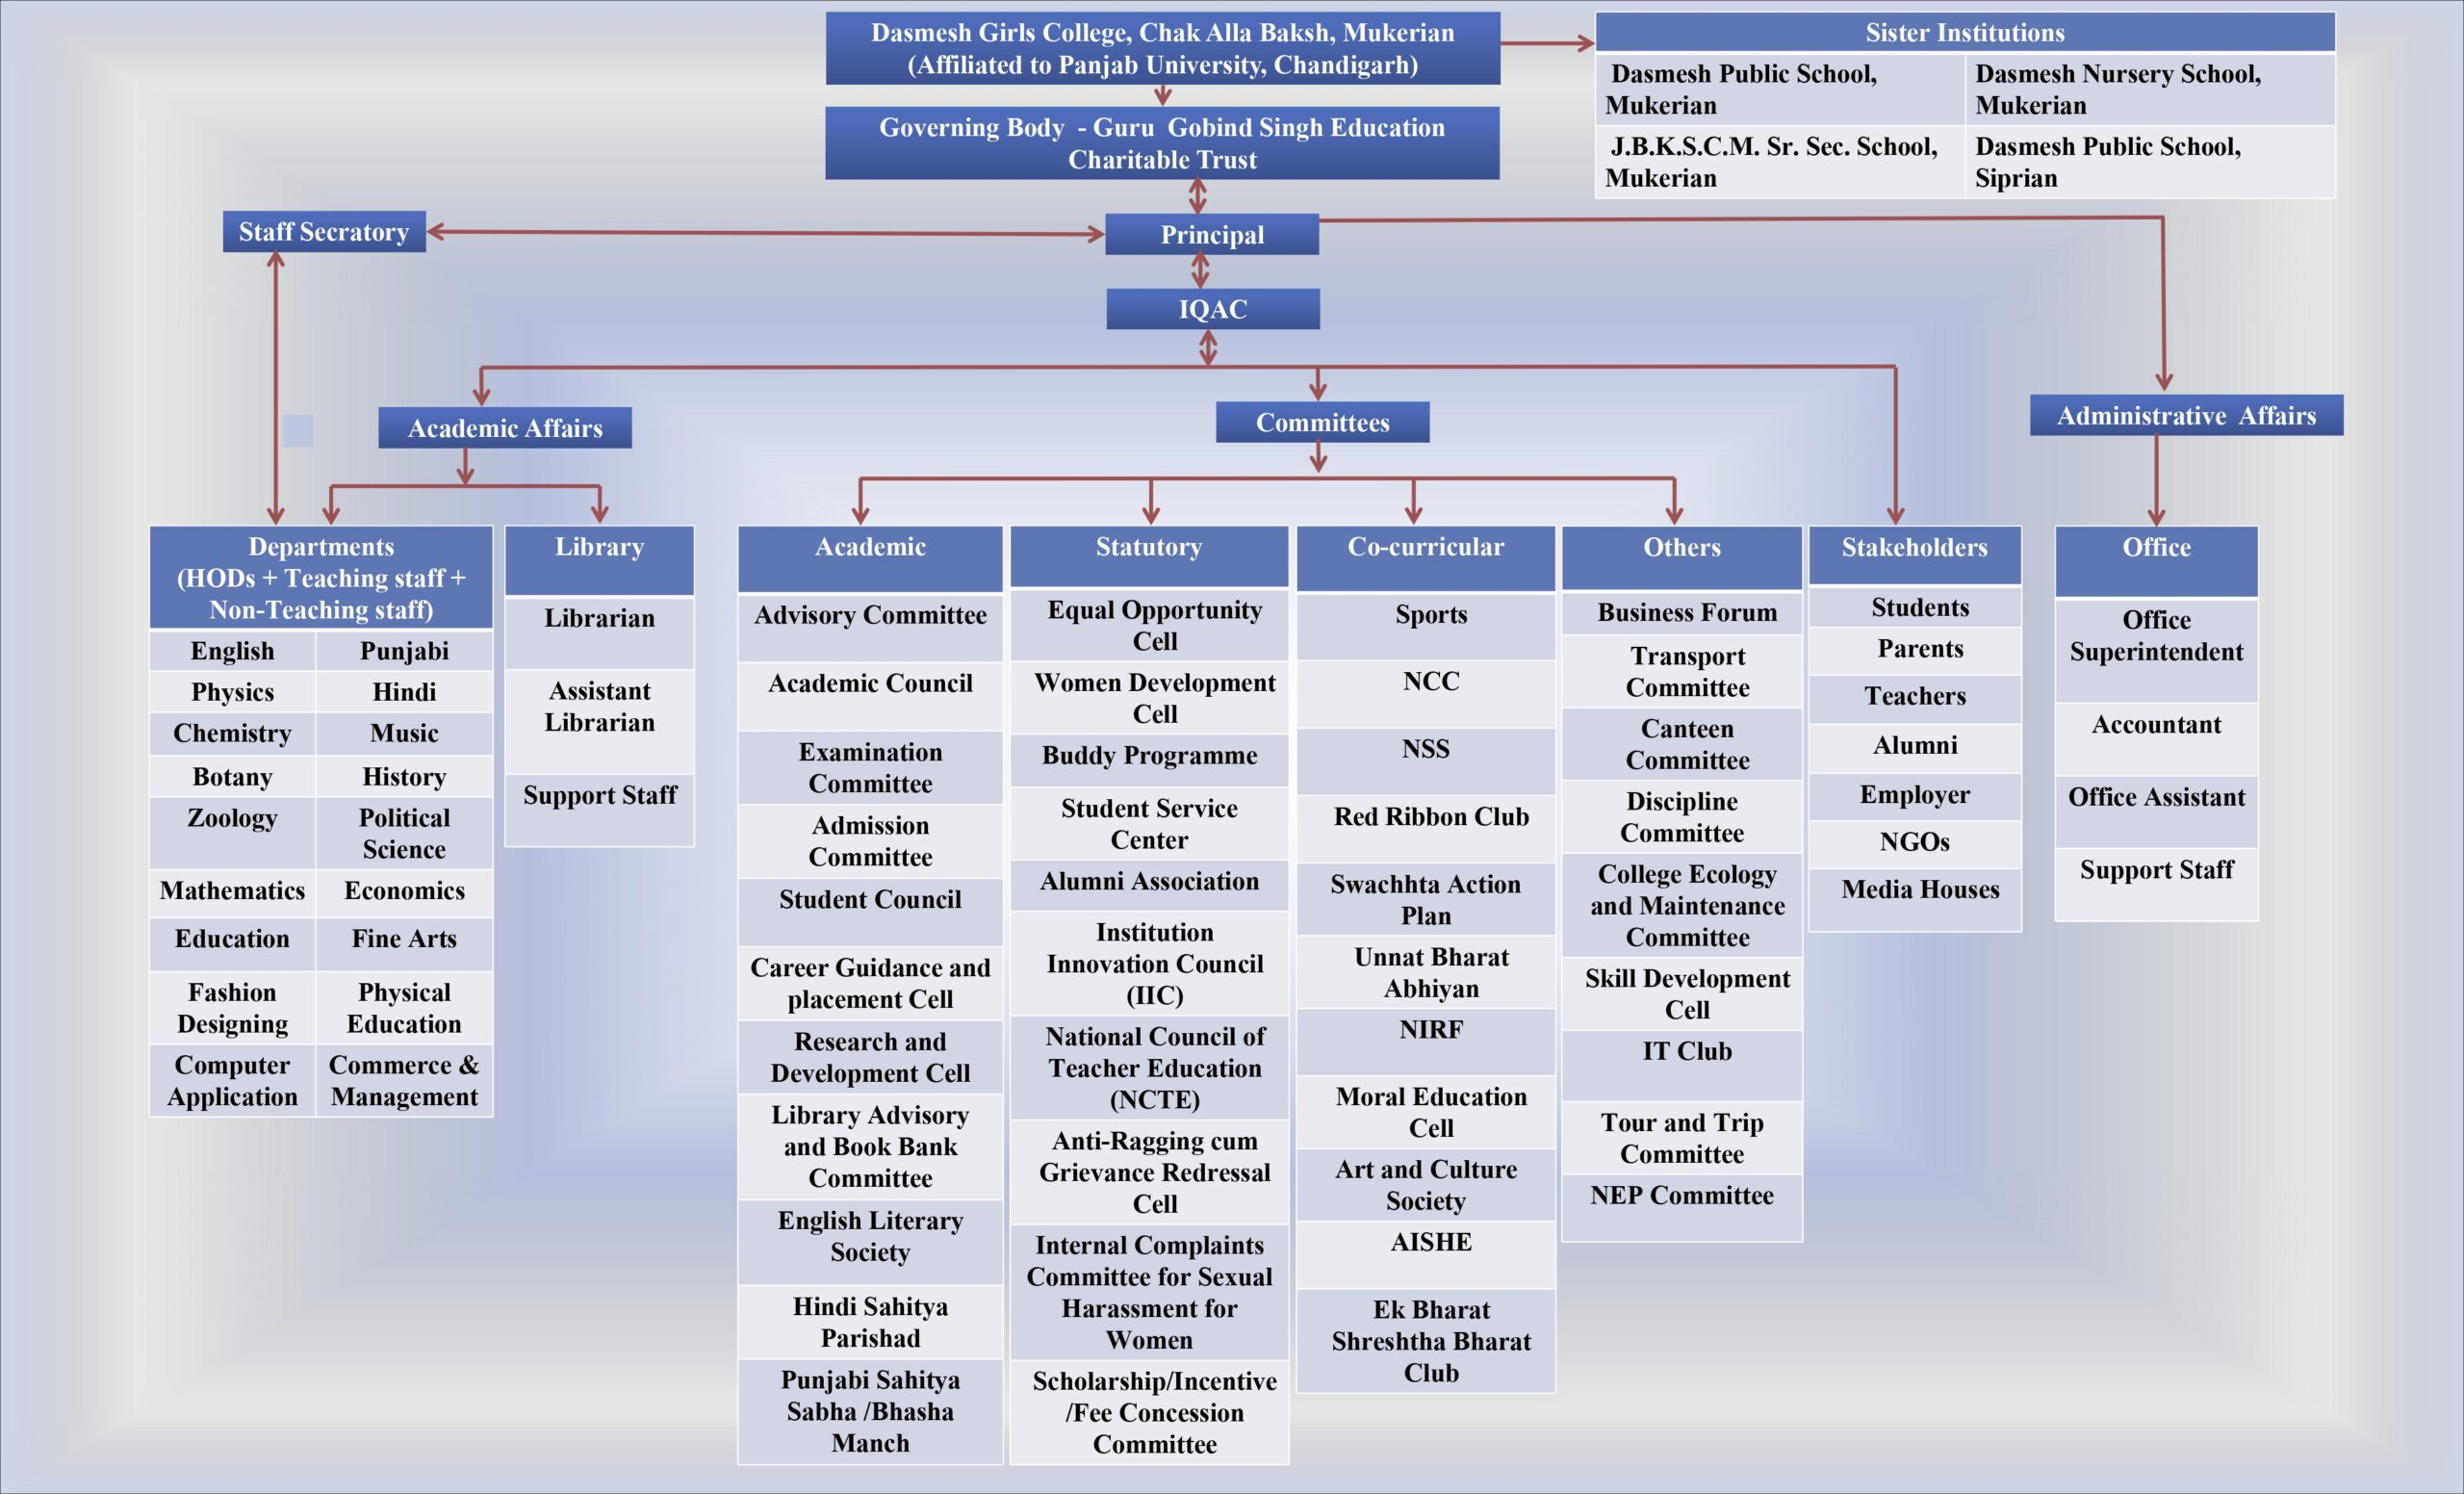 Dasmesh Girls College, Chak Alla Baksh, Mukerian
(Affiliated to Panjab University, Chandigarh)
Sister Institutions
Dasmesh Public School,
Mukerian
Dasmesh Nursery School,
Mukerian
J.B.K.S.C.M. Sr. Sec. School,
Mukerian
Dasmesh Public School,
Siprian
Governing Body - Guru Gobind Singh Education
Charitable Trust
Staff Secratory
Principal
IQAC
Academic Affairs
Committees
Administrative Affairs
Departments
(HODs + Teaching staff +
Non-Teaching staff)
English
Punjabi
Physics
Hindi
Chemistry
Music
Botany
History
Zoology
Political
Science
Mathematics
Economics
Education
Fine Arts
Fashion
Designing
Physical
Education
Computer
Application
Commerce &
Management
Library
Librarian
Assistant
Librarian
Support Staff
Academic
Advisory Committee
Academic Council
Examination
Committee
Admission
Committee
Student Council
Career Guidance and
placement Cell
Research and
Development Cell
Library Advisory
and Book Bank
Committee
English Literary
Society
Hindi Sahitya
Parishad
Punjabi Sahitya
Sabha /Bhasha
Manch
Statutory
Equal Opportunity
Cell
Women Development
Cell
Buddy Programme
Student Service
Center
Alumni Association
Institution
Innovation Council
(IIC)
National Council of
Teacher Education
(NCTE)
Anti-Ragging cum
Grievance Redressal
Cell
Internal Complaints
Committee for Sexual
Harassment for
Women
Scholarship/Incentive
/Fee Concession
Committee
Co-curricular
Sports
NCC
NSS
Red Ribbon Club
Swachhta Action
Plan
Unnat Bharat
Abhiyan
NIRF
Moral Education
Cell
Art and Culture
Society
AISHE
Ek Bharat
Shreshtha Bharat
Club
Others
Business Forum
Transport
Committee
Canteen
Committee
Discipline
Committee
College Ecology
and Maintenance
Committee
Skill Development
Cell
IT Club
Tour and Trip
Committee
NEP Committee
Stakeholders
Students
Parents
Teachers
Alumni
Employer
NGOs
Media Houses
Office
Office
Superintendent
Accountant
Office Assistant
Support Staff